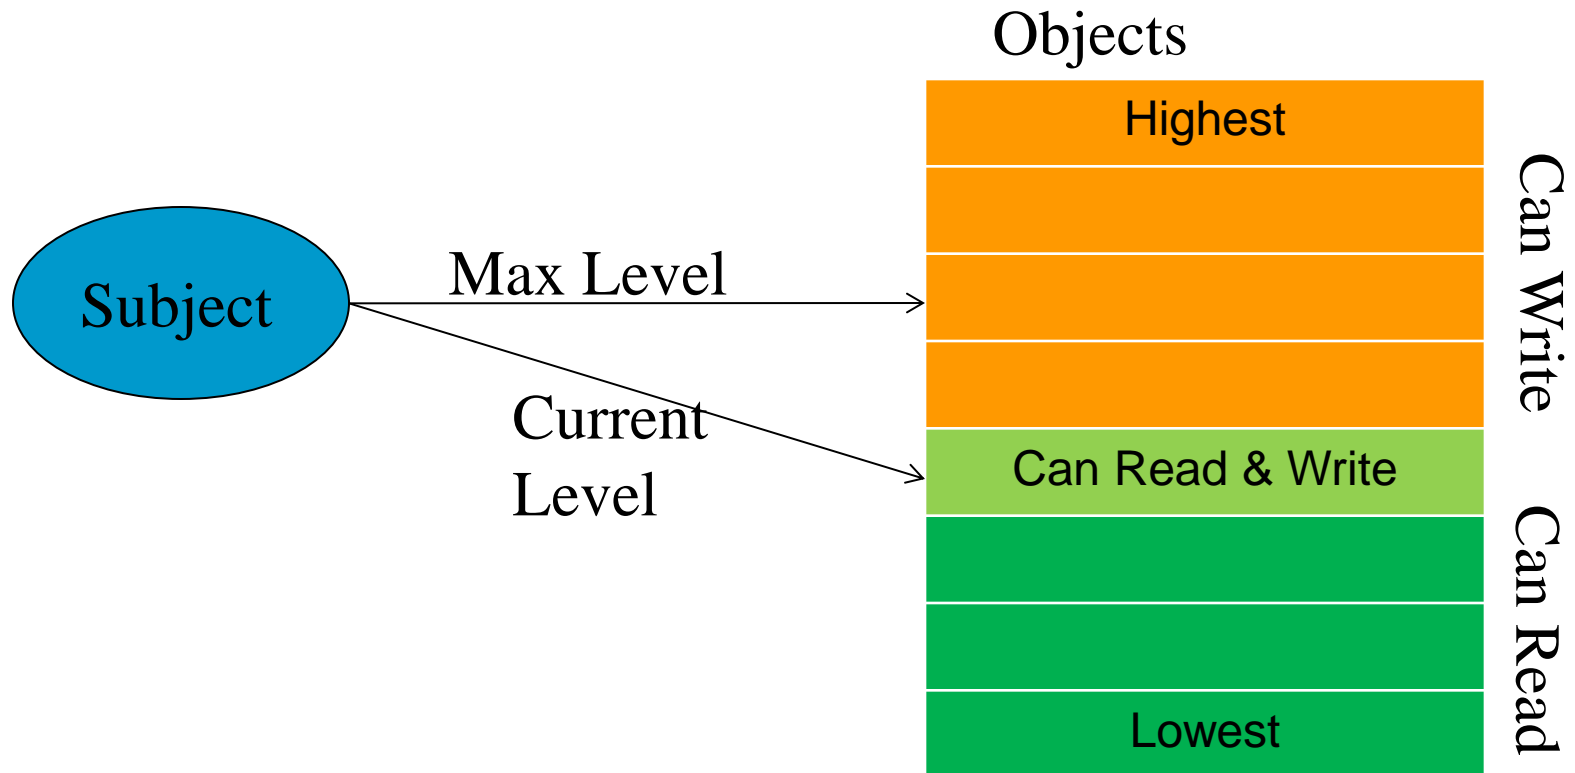 Objects
Highest
Can Write
Max Level
Subject
Current
Level
Can Read & Write
Can Read
Lowest